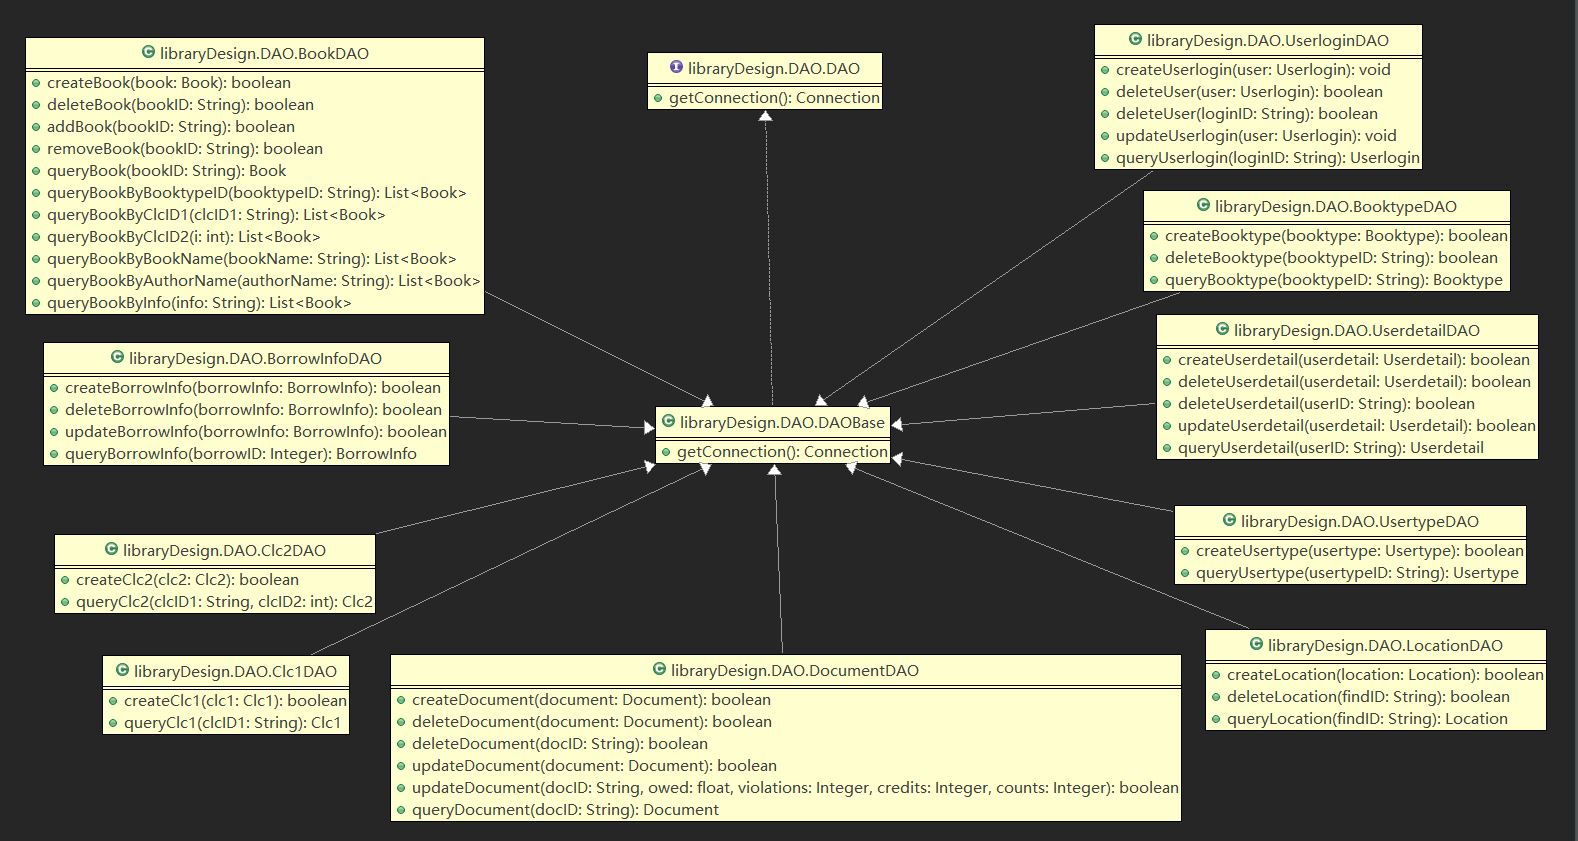 libraryDesign.DAO.BookDAO
createBook(book: Book): boolean
deleteBook(bookID: String): boolean
addBook(bookID: String): boolean
removeBook(bookID: String): boolean
queryBook(bookID: String): Book
queryBookByBooktypeID(booktypeID: String): List<Book>
queryBookByClcID1(clcID1: String): List<Book>
queryBookByClcID2(i: int): List<Book>
queryBookByBookName(bookName: String): List<Book>
queryBookByAuthorName(authorName: String): List<Book>
queryBookByInfo(info: String): List<Book>
libraryDesign.DAO.DAO
getConnection(): Connection
libraryDesign.DAO.UserloginDAO
createUserlogin(user: Userlogin): void
deleteUser(user: Userlogin): boolean
deleteUser(loginID: String): boolean
updateUserlogin(user: Userlogin): void
queryUserlogin(loginID: String): Userlogin
libraryDesign.DAO.BooktypeDAO
createBooktype(booktype: Booktype): boolean
deleteBooktype(booktypeID: String): boolean
queryBooktype(booktypeID: String): Booktype
libraryDesign.DAO.BorrowInfoDAO
createBorrowInfo(borrowInfo: BorrowInfo): boolean
deleteBorrowInfo(borrowInfo: BorrowInfo): boolean
updateBorrowInfo(borrowInfo: BorrowInfo): boolean
queryBorrowInfo(borrowID: Integer): BorrowInfo
libraryDesign.DAO.DAOBase
getConnection(): Connection
libraryDesign.DAO.UserdetailDAO
createUserdetail(userdetail: Userdetail): boolean
deleteUserdetail(userdetail: Userdetail): boolean
deleteUserdetail(userID: String): boolean
updateUserdetail(userdetail: Userdetail): boolean
queryUserdetail(userID: String): Userdetail
libraryDesign.DAO.Clc2DAO
createClc2(clc2: Clc2): boolean
queryClc2(clcID1: String, clcID2: int): Clc2
libraryDesign.DAO.UsertypeDAO
createUsertype(usertype: Usertype): boolean
queryUsertype(usertypeID: String): Usertype
libraryDesign.DAO.Clc1DAO
createClc1(clc1: Clc1): boolean
queryClc1(clcID1: String): Clc1
libraryDesign.DAO.DocumentDAO
createDocument(document: Document): boolean
deleteDocument(document: Document): boolean
deleteDocument(docID: String): boolean
updateDocument(document: Document): boolean
updateDocument(docID: String, owed: float, violations: Integer, credits: Integer, counts: Integer): boolean
queryDocument(docID: String): Document
libraryDesign.DAO.LocationDAO
createLocation(location: Location): boolean
deleteLocation(findID: String): boolean
queryLocation(findID: String): Location